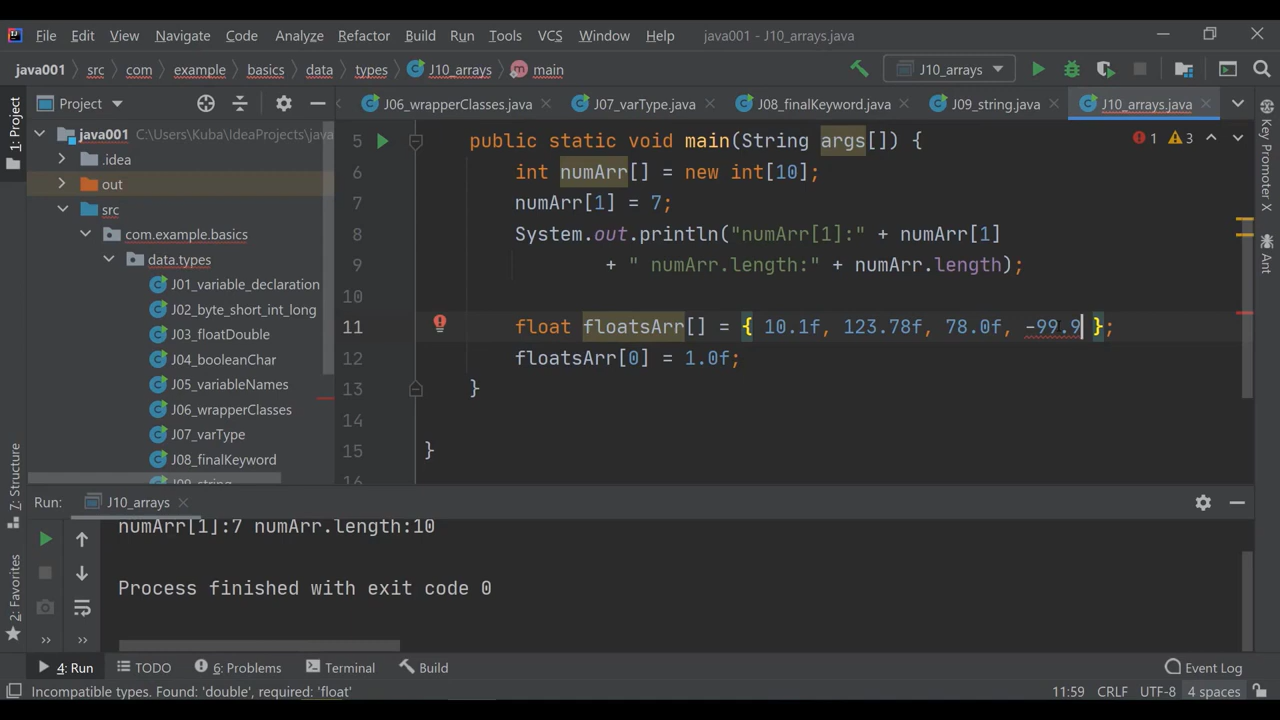 File Edit View Navigate Code Analyze Refactor Build Run Tools VCS Window Help java001 - J10_arrays.java
java001 src com example basics data types J10_arrays main J10_arrays
1: Project
Project
J06_wrapperClasses.java J07_varType.java J08_finalKeyword.java J09_string.java J10_arrays.java
java001 C:\Users\Kuba\IdeaProjects\java
.idea
out
src
com.example.basics
data.types
J01_variable_declaration
J02_byte_short_int_long
J03_floatDouble
J04_booleanChar
J05_variableNames
J06_wrapperClasses
J07_varType
J08_finalKeyword
J09_string
1 3
5 public static void main(String args[]) {
6 int numArr[] = new int[10];
7 numArr[1] = 7;
8 System.out.println("numArr[1]:" + numArr[1]
9 + " numArr.length:" + numArr.length);
10
11 float floatsArr[] = { 10.1f, 123.78f, 78.0f, -99.9 };
12 floatsArr[0] = 1.0f;
13 }
14
15 }
16
Key Promoter X
Ant
7: Structure
2: Favorites
Run: J10_arrays
numArr[1]:7 numArr.length:10
Process finished with exit code 0
4: Run TODO 6: Problems Terminal Build Event Log
Incompatible types. Found: 'double', required: 'float' 11:59 CRLF UTF-8 4 spaces